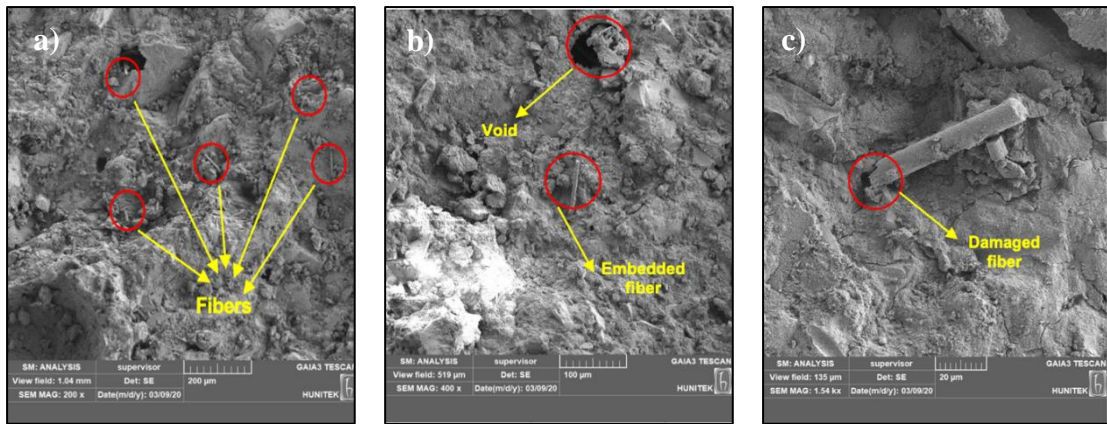 a)
Fibers
SM: ANALYSIS supervisor GAIA3 TESCAN
View field: 1.04 mm Det: SE 200 µm
SEM MAG: 200 x Date(m/d/y): 03/09/20 HUNITEK
b)
Void
Embedded
fiber
SM: ANALYSIS supervisor GAIA3 TESCAN
View field: 519 µm Det: SE 100 µm
SEM MAG: 400 x Date(m/d/y): 03/09/20 HUNITEK
c)
Damaged
fiber
SM: ANALYSIS supervisor GAIA3 TESCAN
View field: 135 µm Det: SE 20 µm
SEM MAG: 1.54 kx Date(m/d/y): 03/09/20 HUNITEK